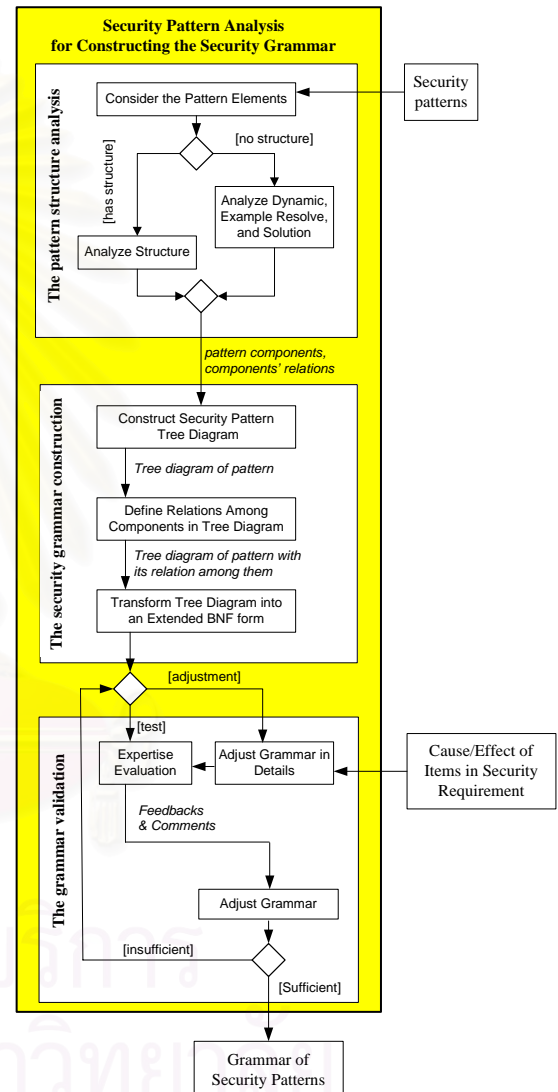 Security Pattern Analysis
for Constructing the Security Grammar
The pattern structure analysis
Consider the Pattern Elements
Security
patterns
[no structure]
[has structure]
Analyze Dynamic,
Example Resolve,
and Solution
Analyze Structure
pattern components,
components' relations
The security grammar construction
Construct Security Pattern
Tree Diagram
Tree diagram of pattern
Define Relations Among
Components in Tree Diagram
Tree diagram of pattern with
its relation among them
Transform Tree Diagram into
an Extended BNF form
[adjustment]
The grammar validation
[test]
Expertise
Evaluation
Adjust Grammar in
Details
Cause/Effect of
Items in Security
Requirement
Feedbacks
& Comments
Adjust Grammar
[insufficient]
[Sufficient]
Grammar of
Security Patterns